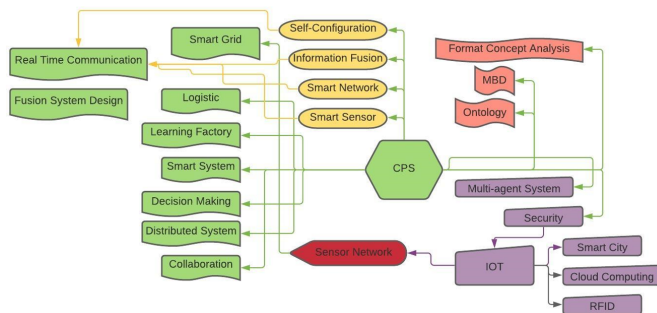 Self-Configuration
Smart Grid
Format Concept Analysis
Real Time Communication
Information Fusion
MBD
Smart Network
Fusion System Design
Logistic
Smart Sensor
Ontology
Learning Factory
Smart System
CPS
Decision Making
Multi-agent System
Distributed System
Security
Sensor Network
Smart City
Collaboration
IOT
Cloud Computing
RFID